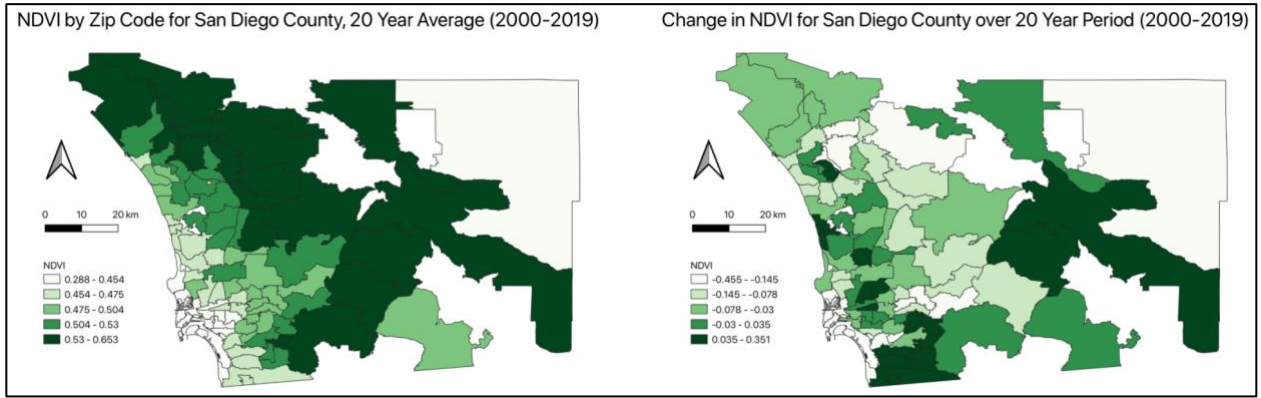 NDVI by Zip Code for San Diego County, 20 Year Average (2000-2019)
0 10 20 km
NDVI
0.288 - 0.454
0.454 - 0.475
0.475 - 0.504
0.504 - 0.53
0.53 - 0.653
Change in NDVI for San Diego County over 20 Year Period (2000-2019)
0 10 20 km
NDVI
-0.455 - -0.145
-0.145 - -0.078
-0.078 - -0.03
-0.03 - 0.035
0.035 - 0.351